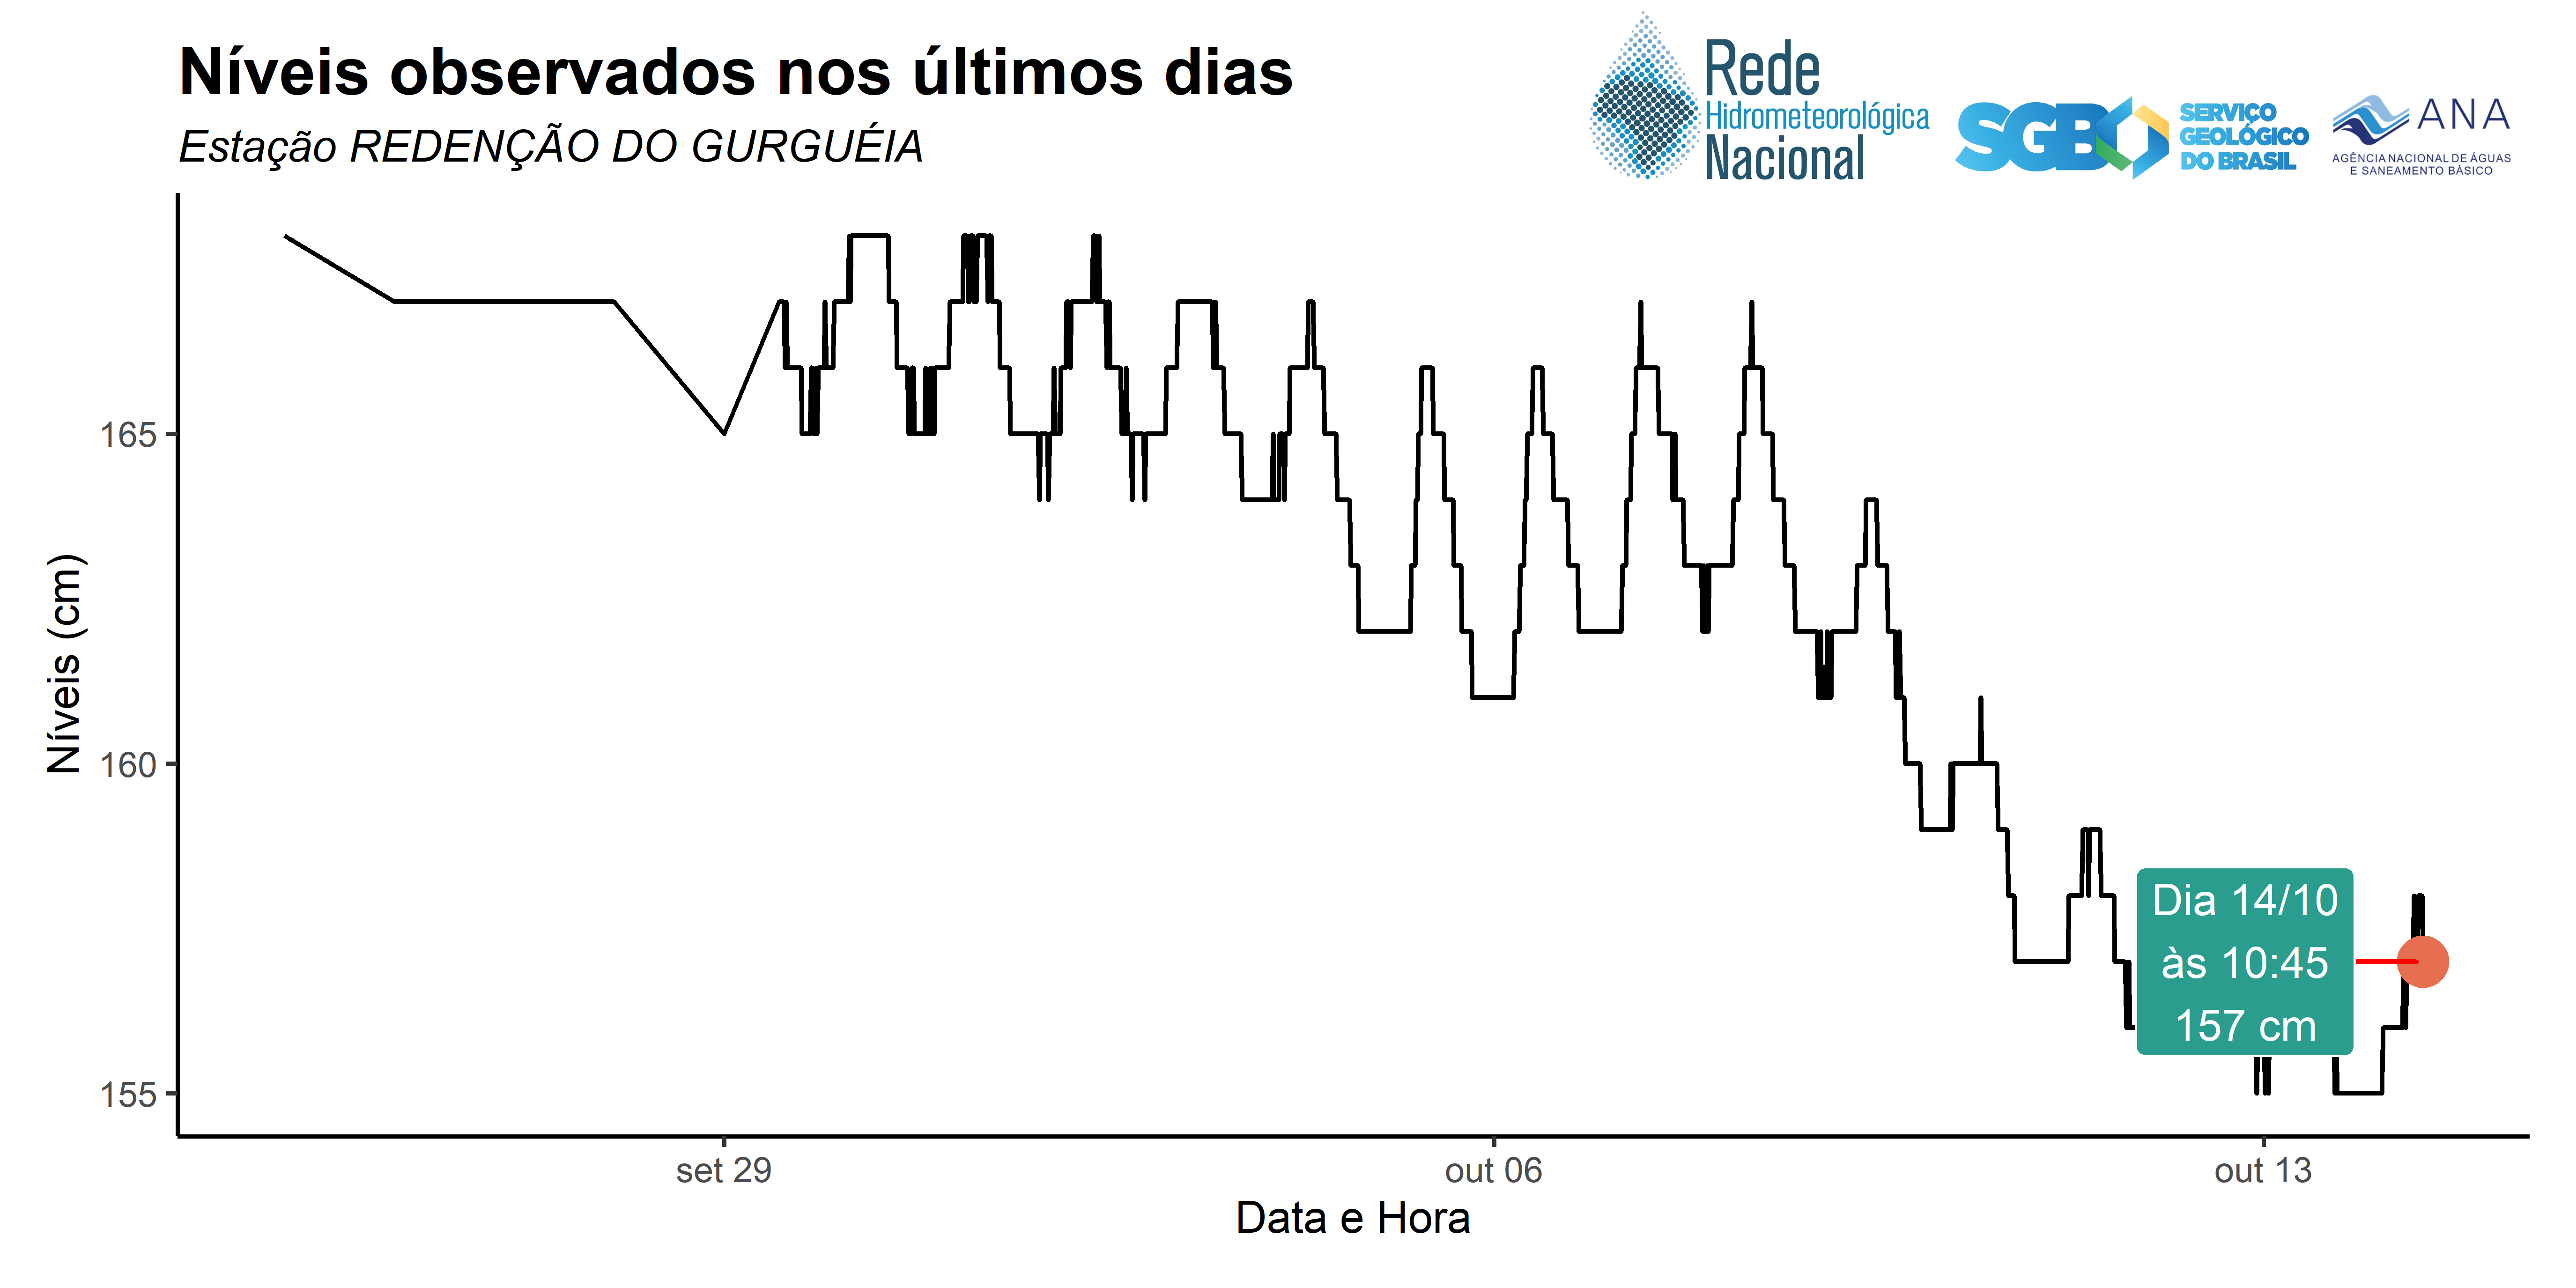 Níveis observados nos últimos dias
Estação REDENÇÃO DO GURGUÉIA
Rede
Hidrometeorológica
Nacional
SGB
SERVIÇO
GEOLÓGICO
DO BRASIL
ANA
AGÊNCIA NACIONAL DE ÁGUAS
E SANEAMENTO BÁSICO
Níveis (cm)
165
160
155
Dia 14/10
às 10:45
157 cm
set 29
out 06
out 13
Data e Hora